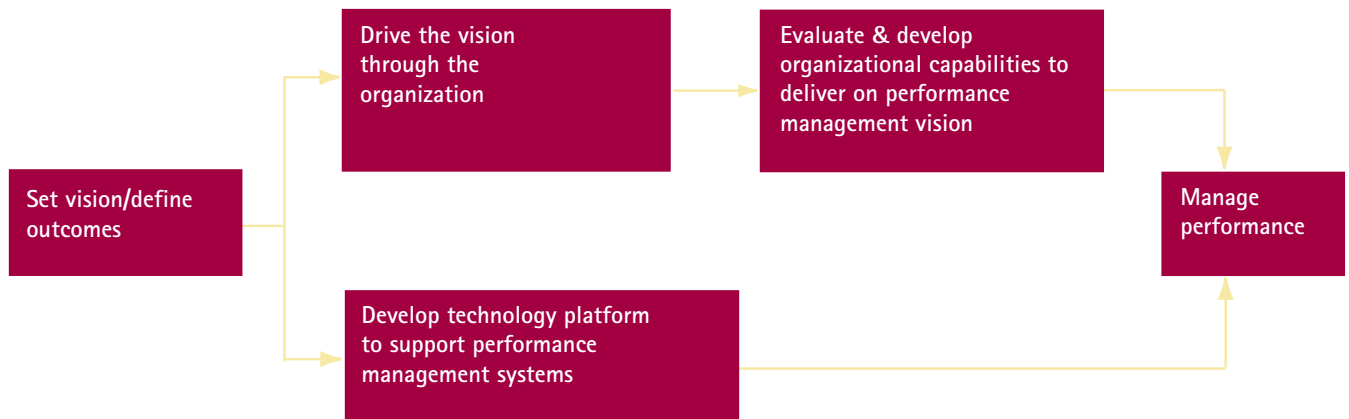 Drive the vision
through the
organization
Evaluate & develop
organizational capabilities to
deliver on performance
management vision
Set vision/define
outcomes
Manage
performance
Develop technology platform
to support performance
management systems